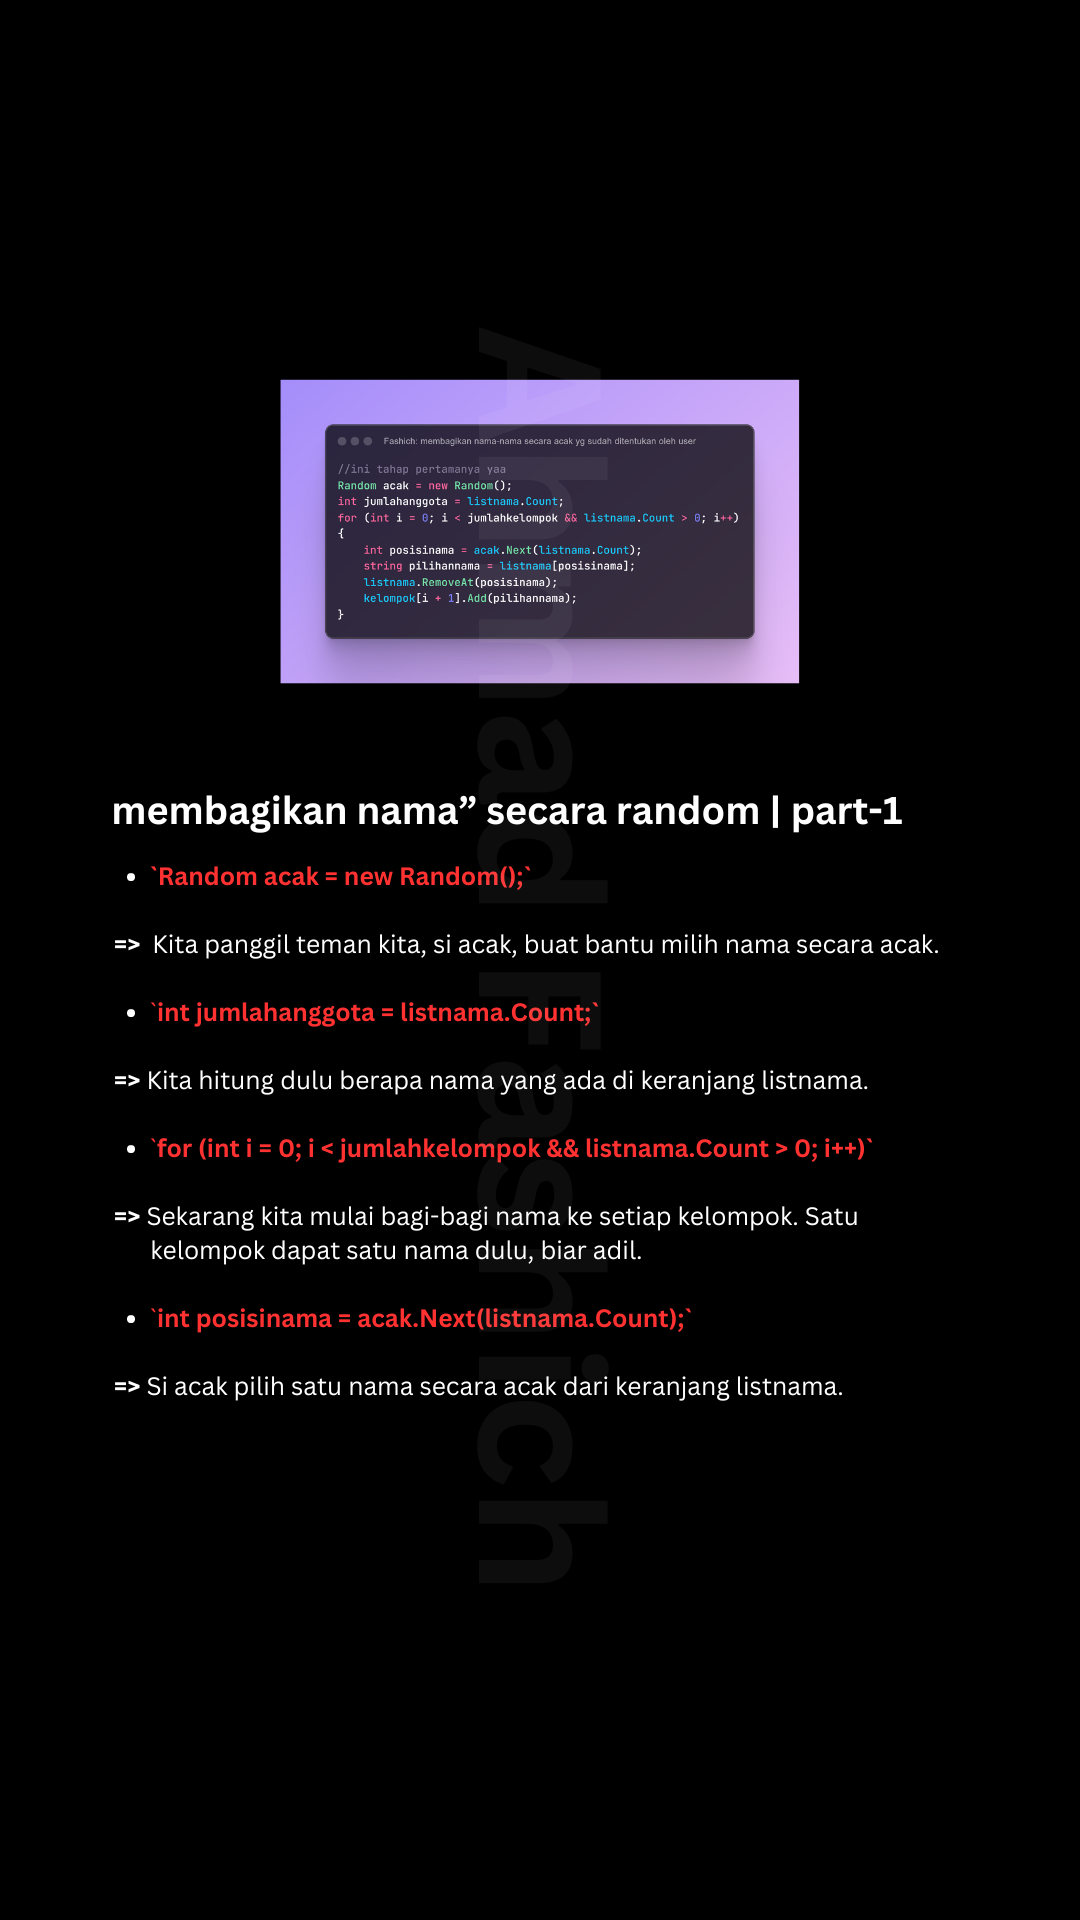 Fashich: membagikan nama-nama secara acak yg sudah ditentukan oleh user
//ini tahap pertamanya yaa
Random acak = new Random();
int jumlahanggota = listnama.Count;
for (int i = 0; i < jumlahkelompok && listnama.Count > 0; i++)
{
    int posisinama = acak.Next(listnama.Count);
    string pilihannama = listnama[posisinama];
    listnama.RemoveAt(posisinama);
    kelompok[i + 1].Add(pilihannama);
}
membagikan nama” secara random | part-1
• `Random acak = new Random();`
=> Kita panggil teman kita, si acak, buat bantu milih nama secara acak.
• `int jumlahanggota = listnama.Count;`
=> Kita hitung dulu berapa nama yang ada di keranjang listnama.
• `for (int i = 0; i < jumlahkelompok && listnama.Count > 0; i++)`
=> Sekarang kita mulai bagi-bagi nama ke setiap kelompok. Satu
kelompok dapat satu nama dulu, biar adil.
• `int posisinama = acak.Next(listnama.Count);`
=> Si acak pilih satu nama secara acak dari keranjang listnama.
Ahmad Fashich